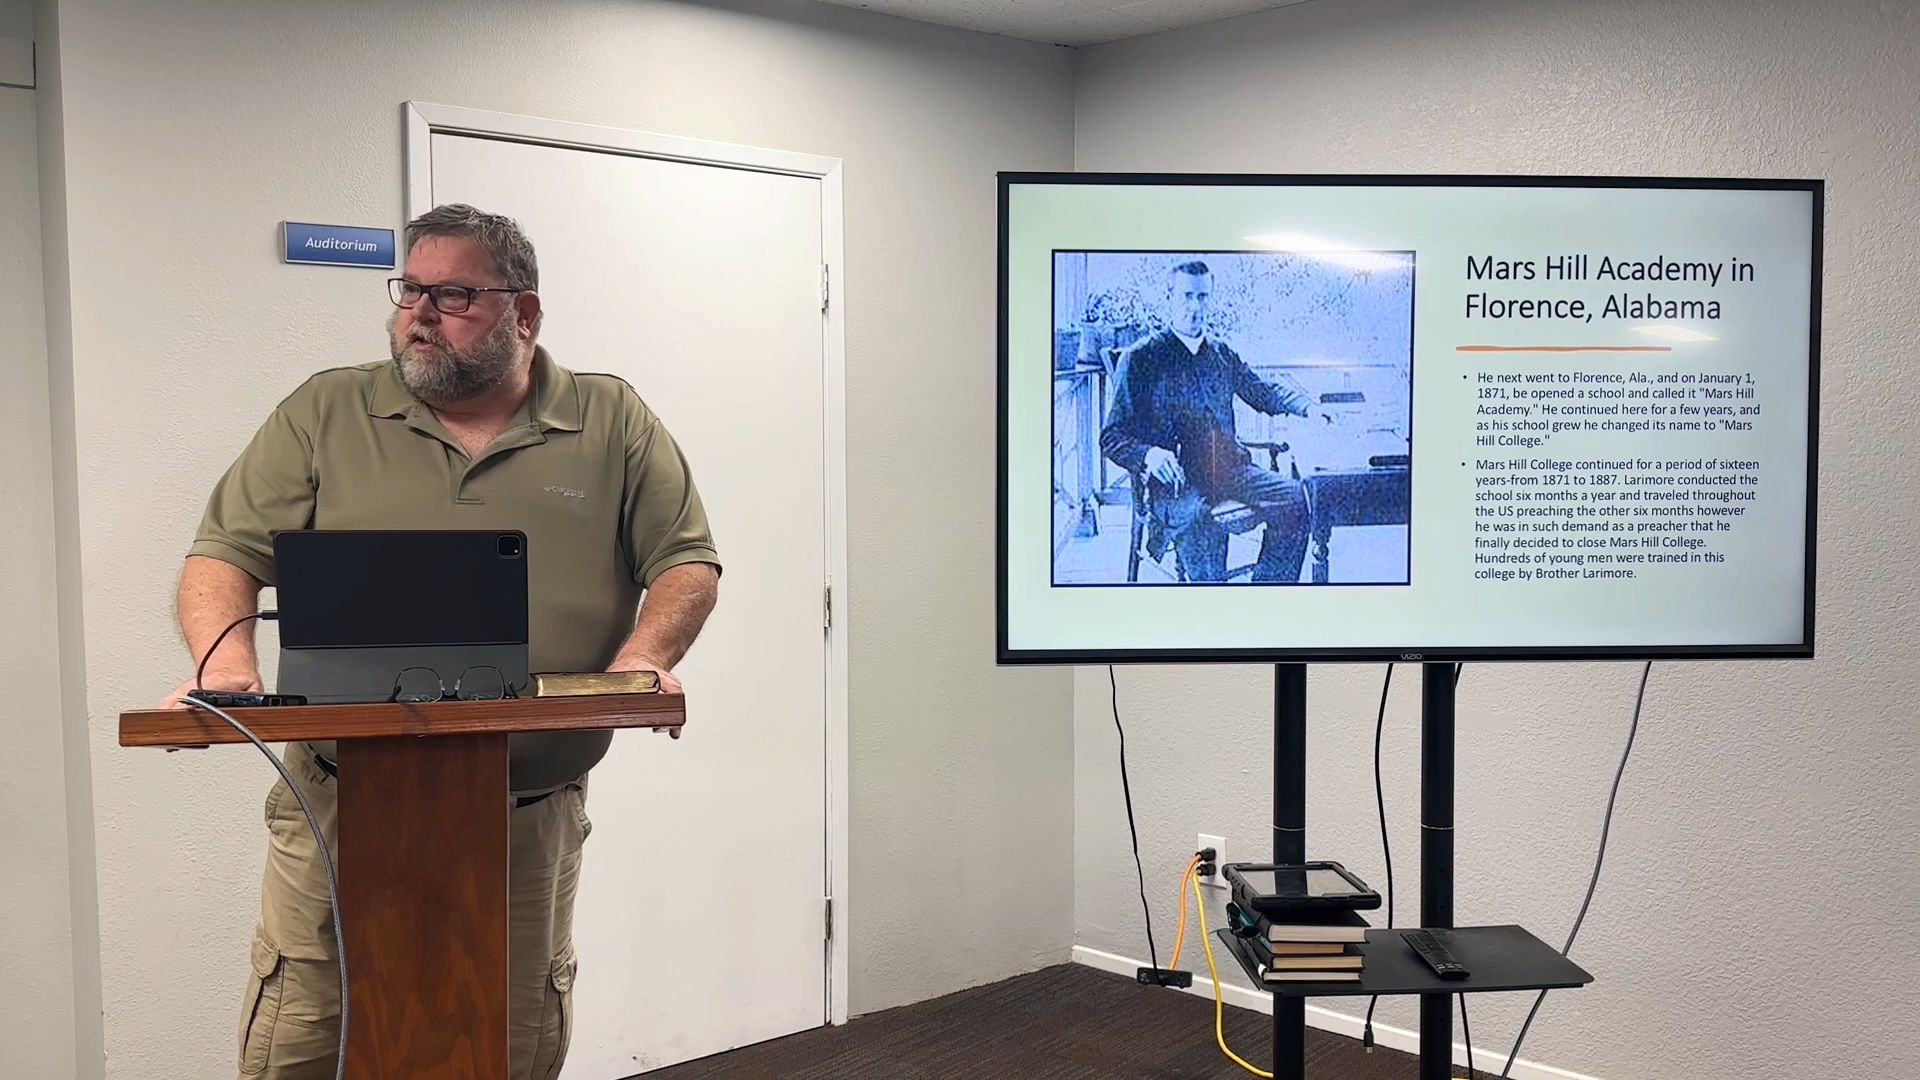 Auditorium
Mars Hill Academy in
Florence, Alabama
• He next went to Florence, Ala., and on January 1,
1871, be opened a school and called it "Mars Hill
Academy." He continued here for a few years, and
as his school grew he changed its name to "Mars
Hill College."
• Mars Hill College continued for a period of sixteen
years-from 1871 to 1887. Larimore conducted the
school six months a year and traveled throughout
the US preaching the other six months however
he was in such demand as a preacher that he
finally decided to close Mars Hill College.
Hundreds of young men were trained in this
college by Brother Larimore.
VIZIO